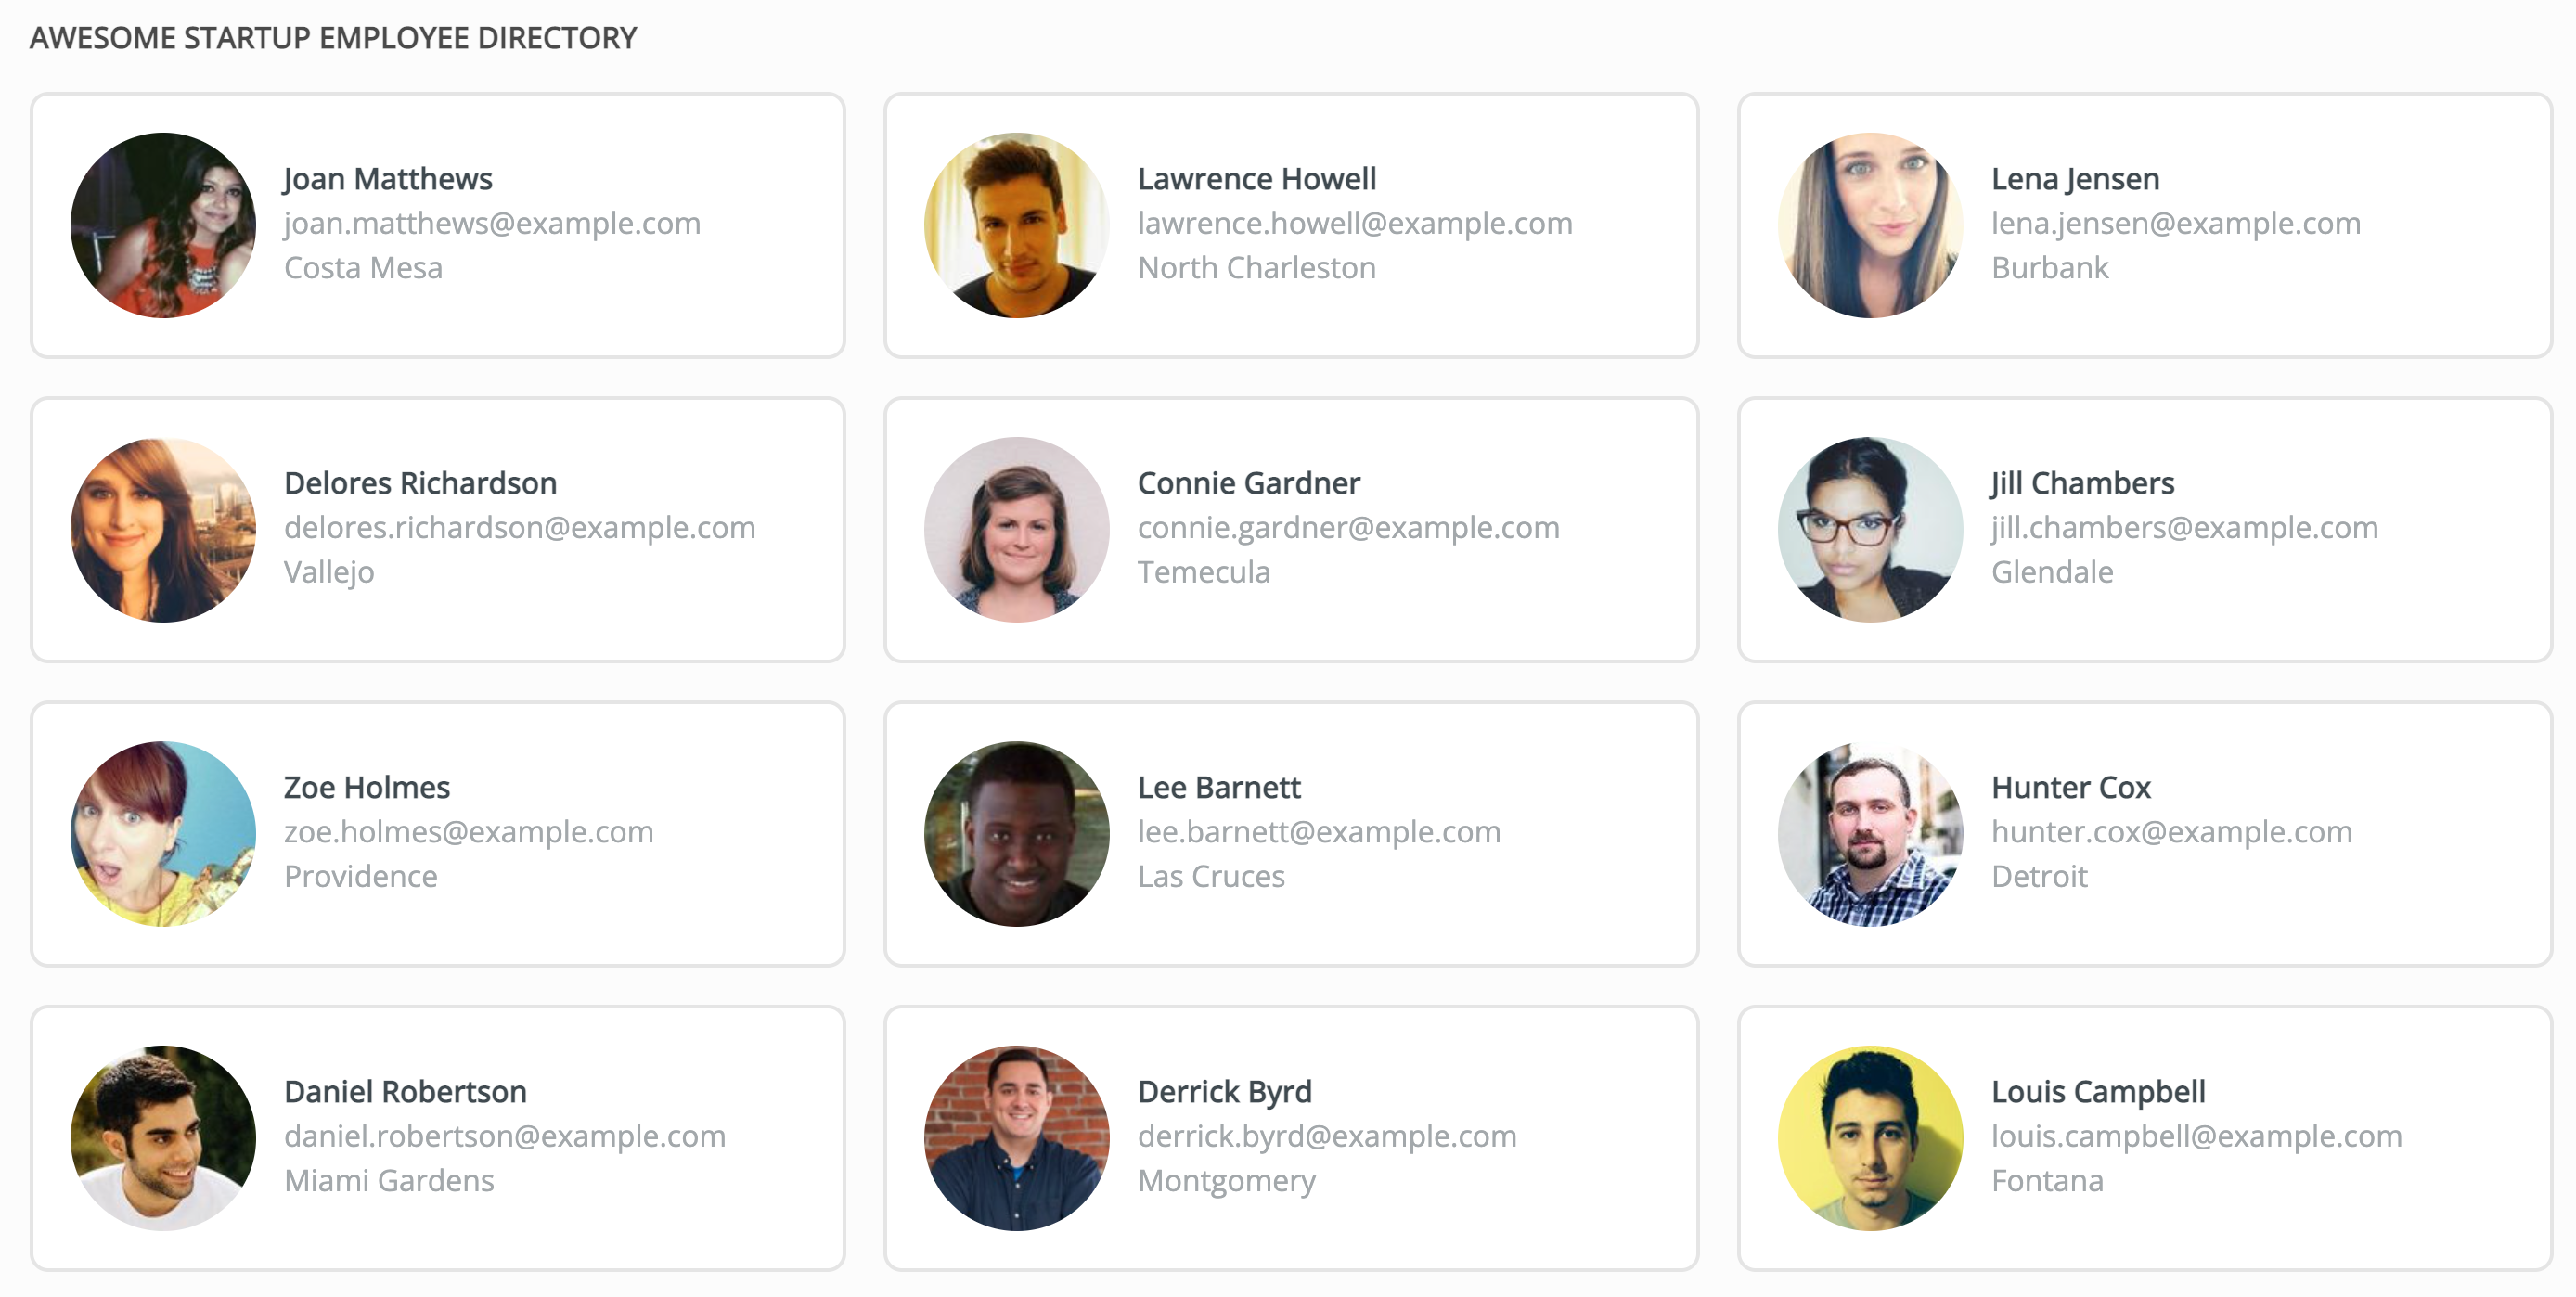 AWESOME STARTUP EMPLOYEE DIRECTORY
Joan Matthews
joan.matthews@example.com
Costa Mesa
Lawrence Howell
lawrence.howell@example.com
North Charleston
Lena Jensen
lena.jensen@example.com
Burbank
Delores Richardson
delores.richardson@example.com
Vallejo
Connie Gardner
connie.gardner@example.com
Temecula
Jill Chambers
jill.chambers@example.com
Glendale
Zoe Holmes
zoe.holmes@example.com
Providence
Lee Barnett
lee.barnett@example.com
Las Cruces
Hunter Cox
hunter.cox@example.com
Detroit
Daniel Robertson
daniel.robertson@example.com
Miami Gardens
Derrick Byrd
derrick.byrd@example.com
Montgomery
Louis Campbell
louis.campbell@example.com
Fontana